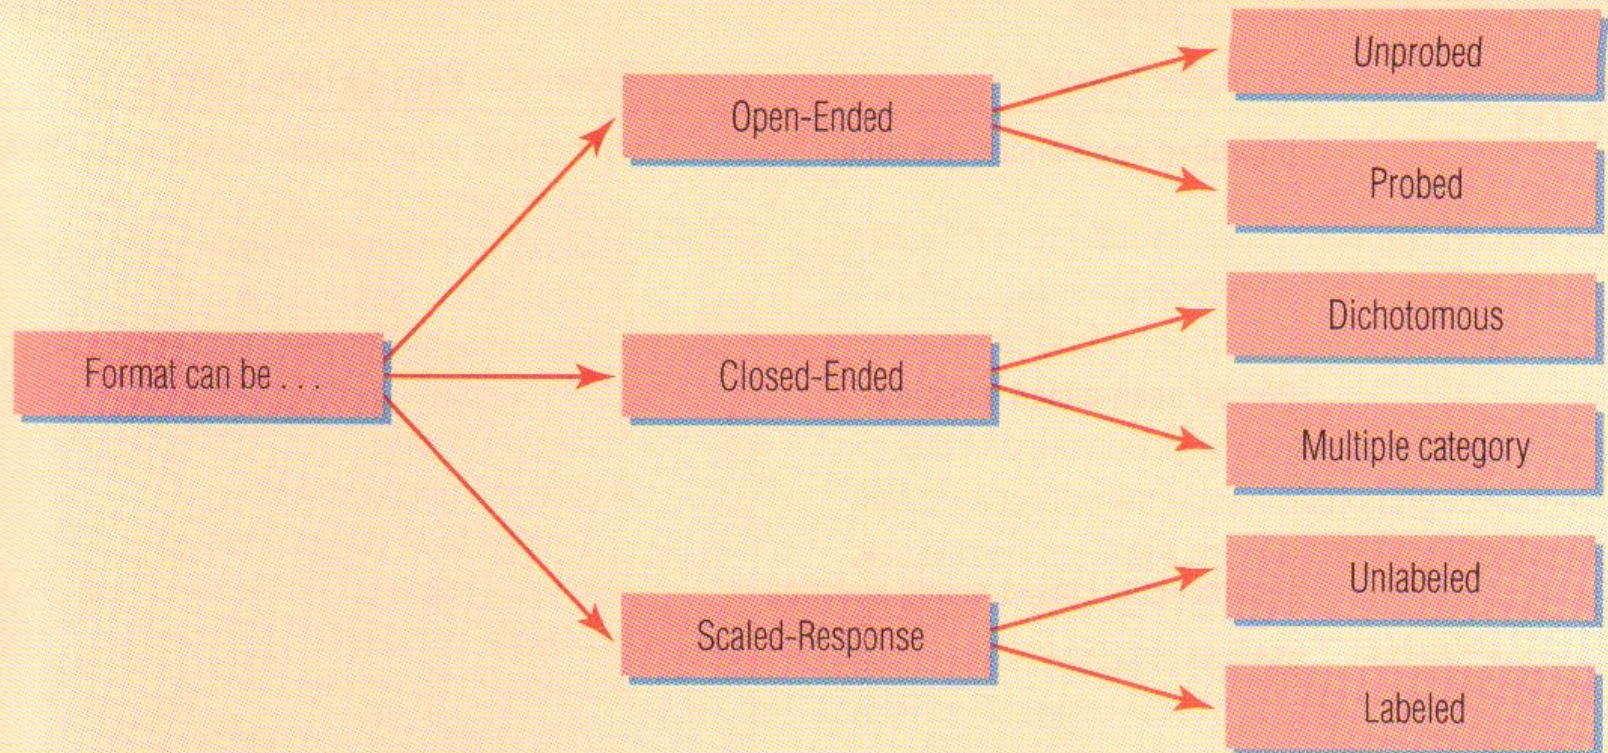 Format can be . . .
Open-Ended
Unprobed
Probed
Closed-Ended
Dichotomous
Multiple category
Scaled-Response
Unlabeled
Labeled